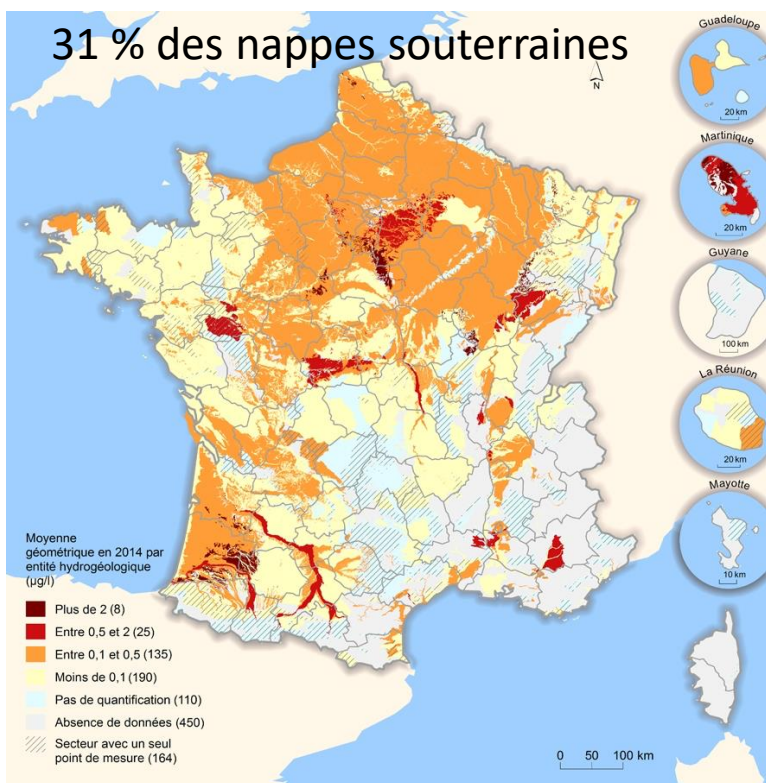 31 % des nappes souterraines
N
Guadeloupe
20 km
Martinique
20 km
Guyane
100 km
La Réunion
20 km
Mayotte
10 km
Moyenne
géométrique en 2014 par
entité hydrogéologique
(µg/l)
Plus de 2 (8)
Entre 0,5 et 2 (25)
Entre 0,1 et 0,5 (135)
Moins de 0,1 (190)
Pas de quantification (110)
Absence de données (450)
Secteur avec un seul
point de mesure (164)
0 50 100 km